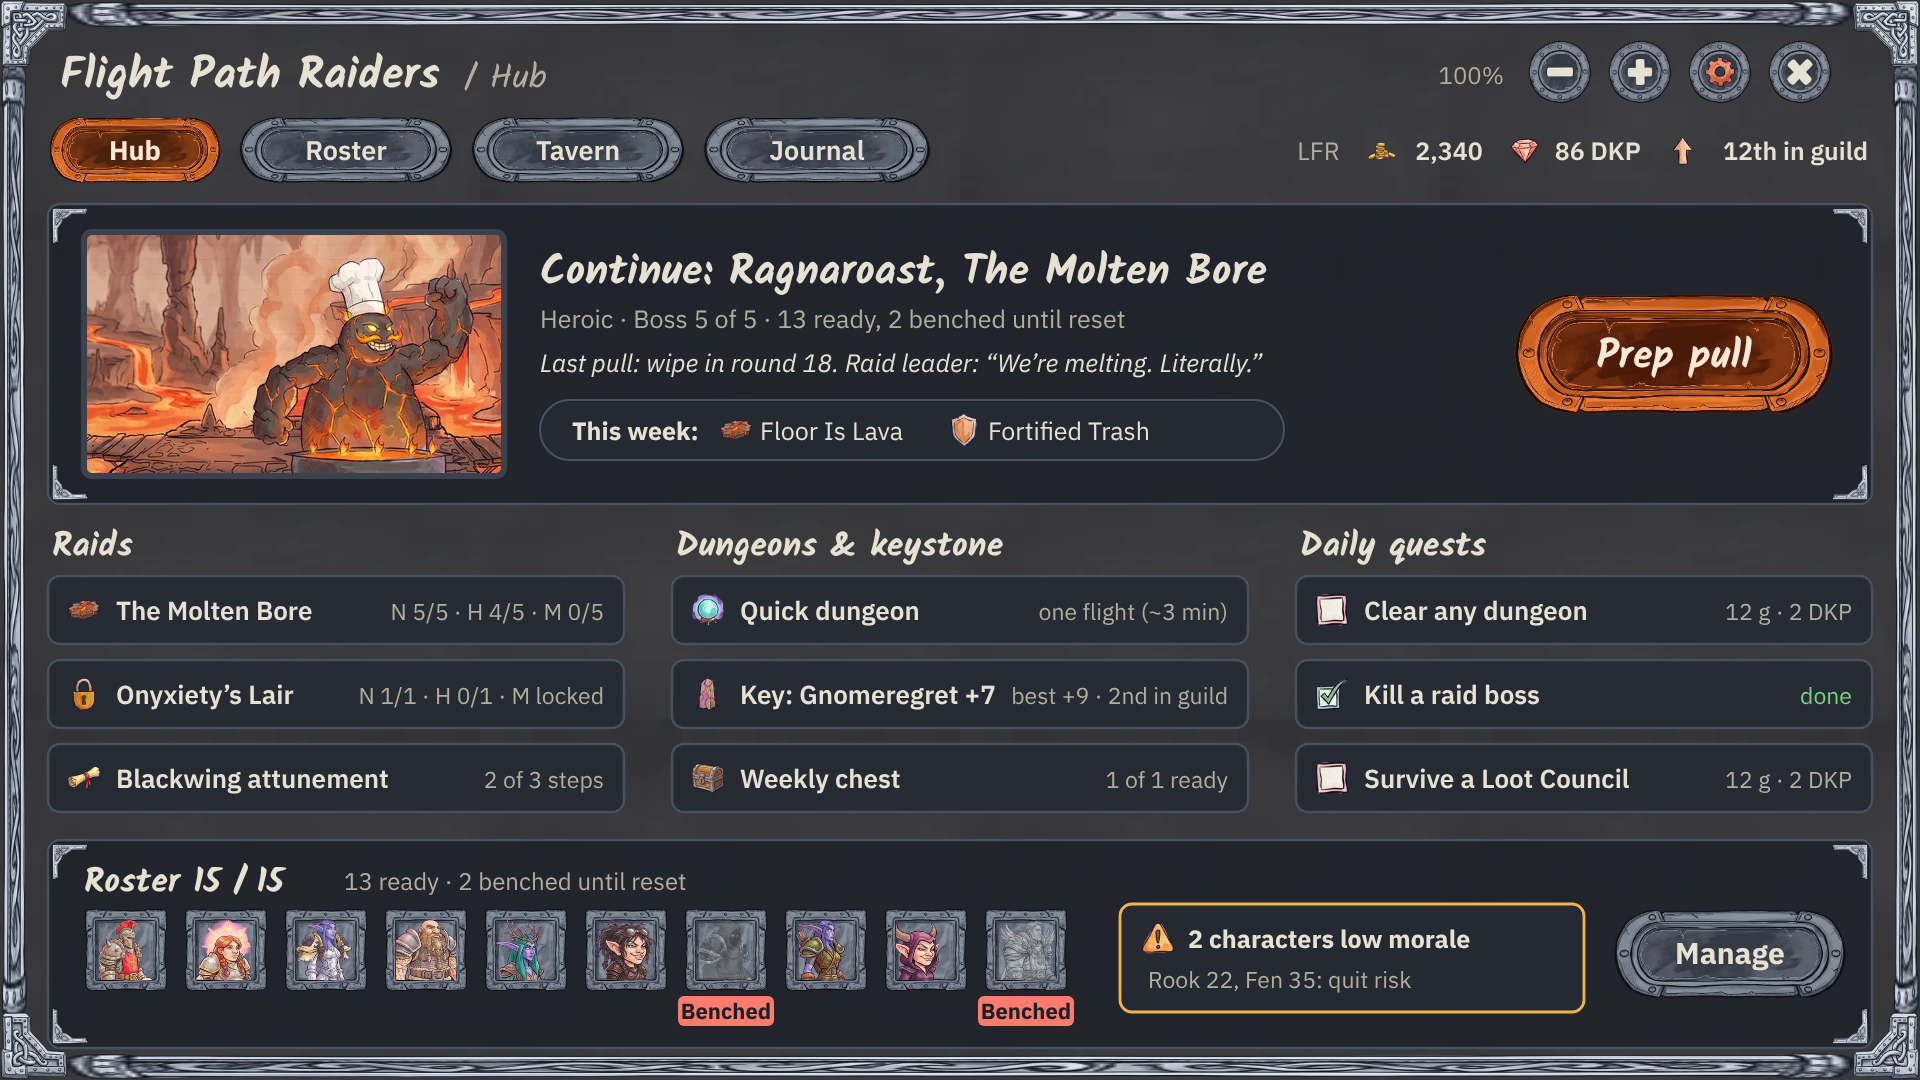 Flight Path Raiders / Hub
100%
Hub
Roster
Tavern
Journal
LFR 2,340 86 DKP 12th in guild
Continue: Ragnaroast, The Molten Bore
Heroic · Boss 5 of 5 · 13 ready, 2 benched until reset
Last pull: wipe in round 18. Raid leader: “We’re melting. Literally.”
This week: Floor Is Lava Fortified Trash
Prep pull
Raids
The Molten Bore N 5/5 · H 4/5 · M 0/5
Onyxiety’s Lair N 1/1 · H 0/1 · M locked
Blackwing attunement 2 of 3 steps
Dungeons & keystone
Quick dungeon one flight (~3 min)
Key: Gnomeregret +7 best +9 · 2nd in guild
Weekly chest 1 of 1 ready
Daily quests
Clear any dungeon 12 g · 2 DKP
Kill a raid boss done
Survive a Loot Council 12 g · 2 DKP
Roster 15 / 15 13 ready · 2 benched until reset
Benched
Benched
2 characters low morale
Rook 22, Fen 35: quit risk
Manage